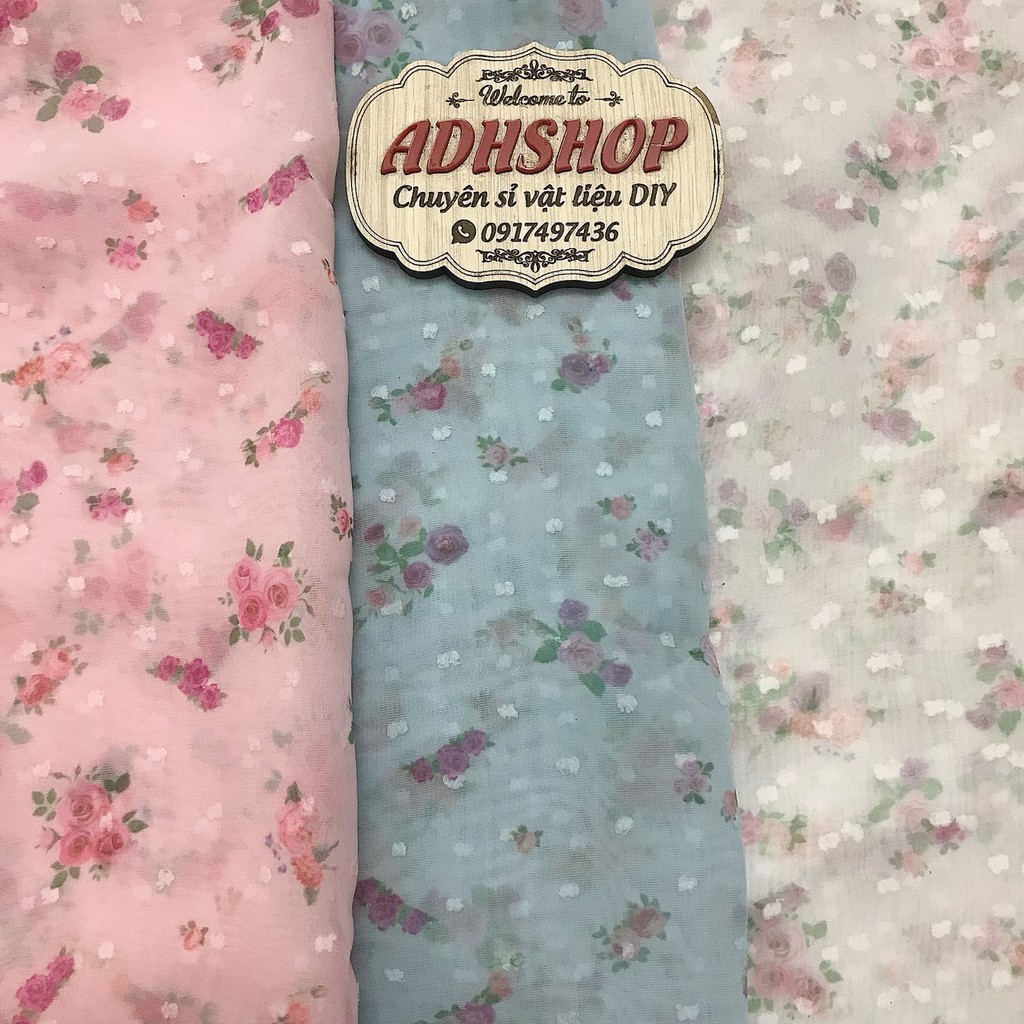 Welcome to
ADHSHOP
Chuyên sỉ vật liệu DIY
0917497436